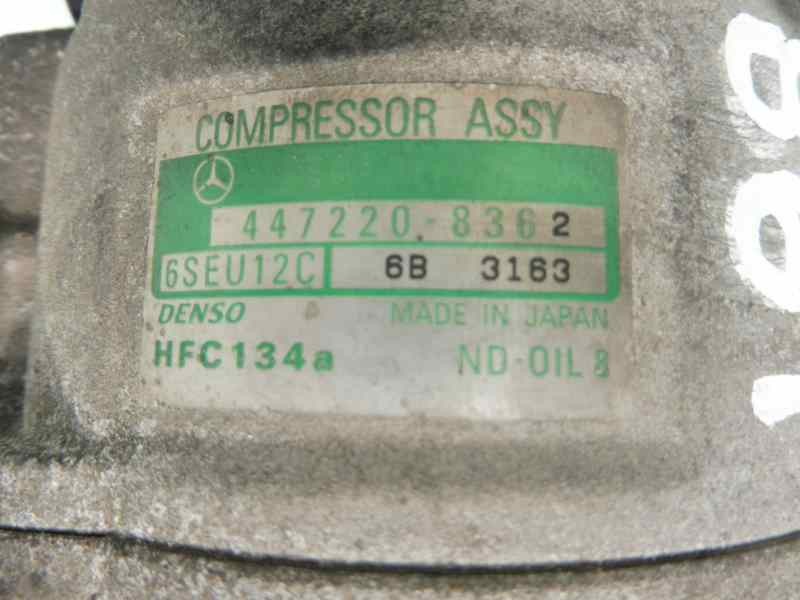 COMPRESSOR ASSY
447220-8362
6SEU12C 6B 3163
DENSO MADE IN JAPAN
HFC134a ND-OIL 8